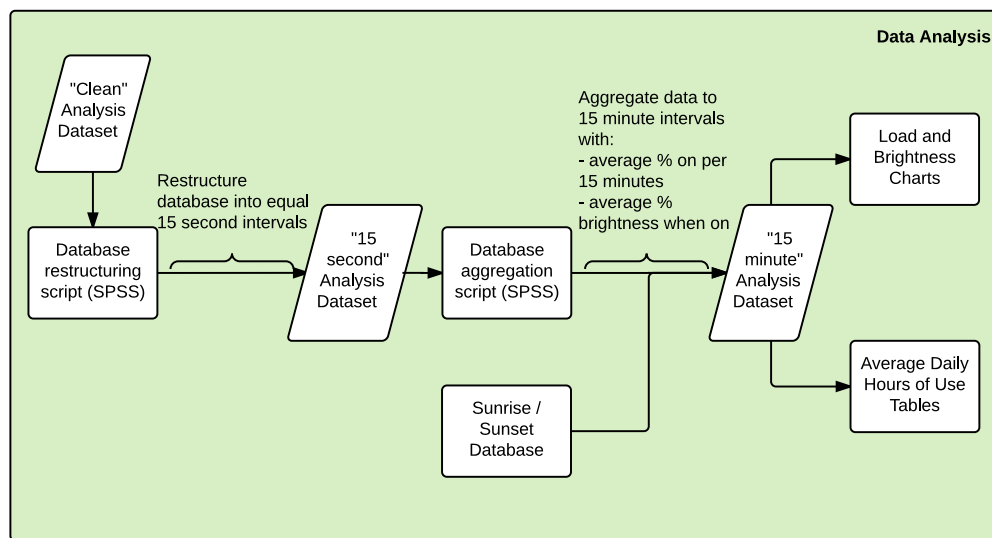 Data Analysis
"Clean"
Analysis
Dataset
Restructure
database into equal
15 second intervals
Database
restructuring
script (SPSS)
"15
second"
Analysis
Dataset
Database
aggregation
script (SPSS)
Aggregate data to
15 minute intervals
with:
- average % on per
15 minutes
- average %
brightness when on
Sunrise /
Sunset
Database
"15
minute"
Analysis
Dataset
Load and
Brightness
Charts
Average Daily
Hours of Use
Tables